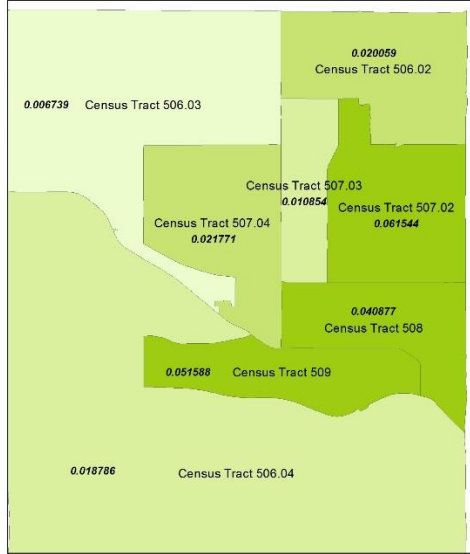 0.020059
Census Tract 506.02
0.006739 Census Tract 506.03
Census Tract 507.03
0.010854
Census Tract 507.02
0.061544
Census Tract 507.04
0.021771
0.040877
Census Tract 508
0.051588 Census Tract 509
0.018786 Census Tract 506.04